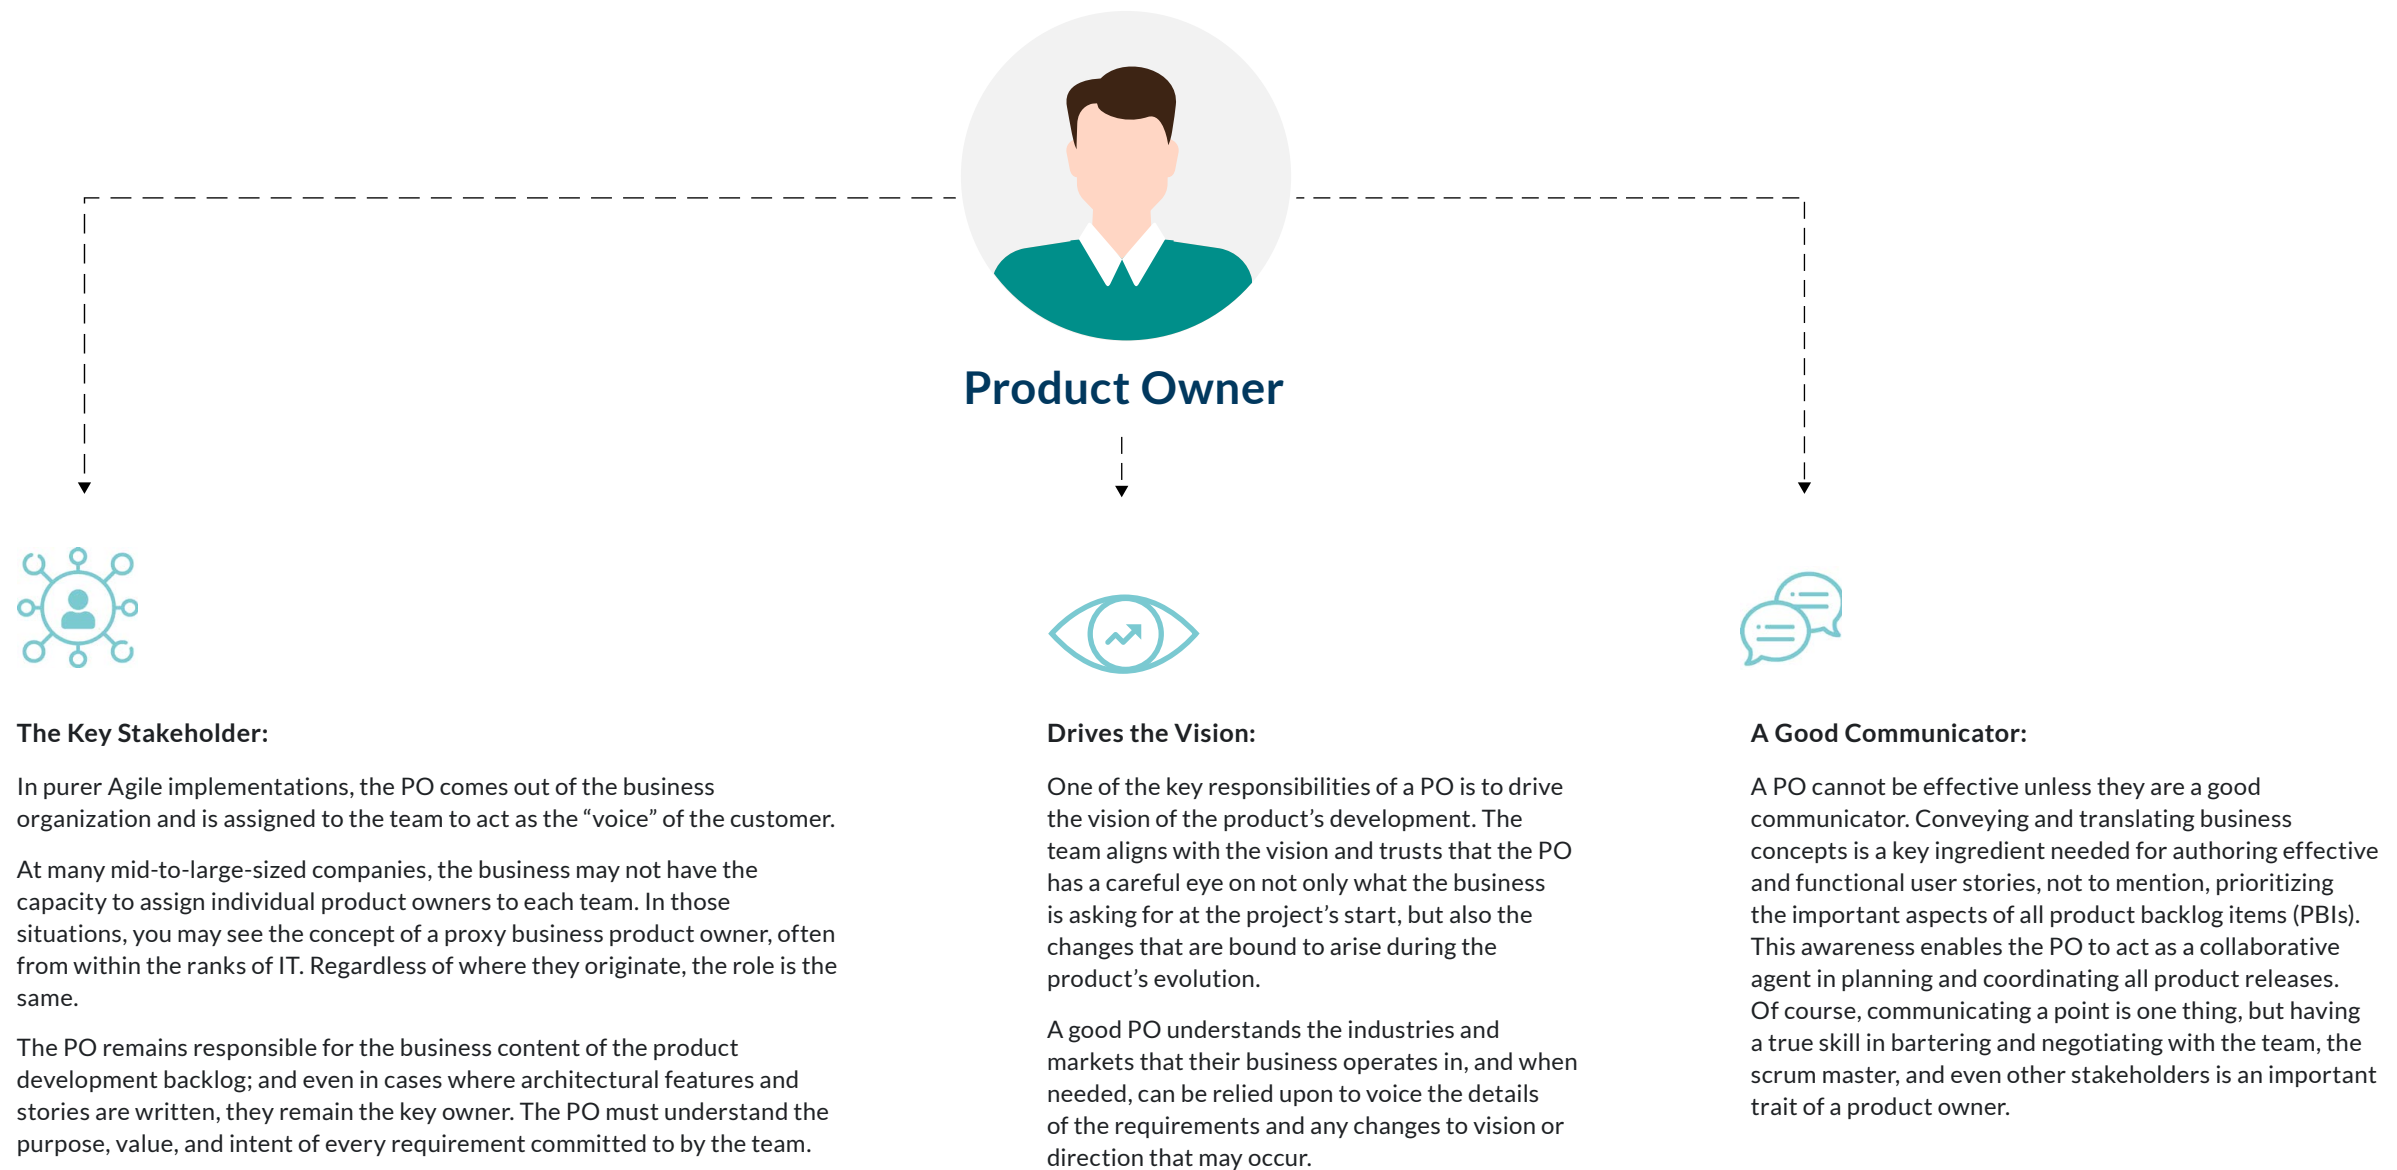 Product Owner
The Key Stakeholder:
In purer Agile implementations, the PO comes out of the business
organization and is assigned to the team to act as the “voice” of the customer.
At many mid-to-large-sized companies, the business may not have the
capacity to assign individual product owners to each team. In those
situations, you may see the concept of a proxy business product owner, often
from within the ranks of IT. Regardless of where they originate, the role is the
same.
The PO remains responsible for the business content of the product
development backlog; and even in cases where architectural features and
stories are written, they remain the key owner. The PO must understand the
purpose, value, and intent of every requirement committed to by the team.
Drives the Vision:
One of the key responsibilities of a PO is to drive
the vision of the product’s development. The
team aligns with the vision and trusts that the PO
has a careful eye on not only what the business
is asking for at the project’s start, but also the
changes that are bound to arise during the
product’s evolution.
A good PO understands the industries and
markets that their business operates in, and when
needed, can be relied upon to voice the details
of the requirements and any changes to vision or
direction that may occur.
A Good Communicator:
A PO cannot be effective unless they are a good
communicator. Conveying and translating business
concepts is a key ingredient needed for authoring effective
and functional user stories, not to mention, prioritizing
the important aspects of all product backlog items (PBIs).
This awareness enables the PO to act as a collaborative
agent in planning and coordinating all product releases.
Of course, communicating a point is one thing, but having
a true skill in bartering and negotiating with the team, the
scrum master, and even other stakeholders is an important
trait of a product owner.